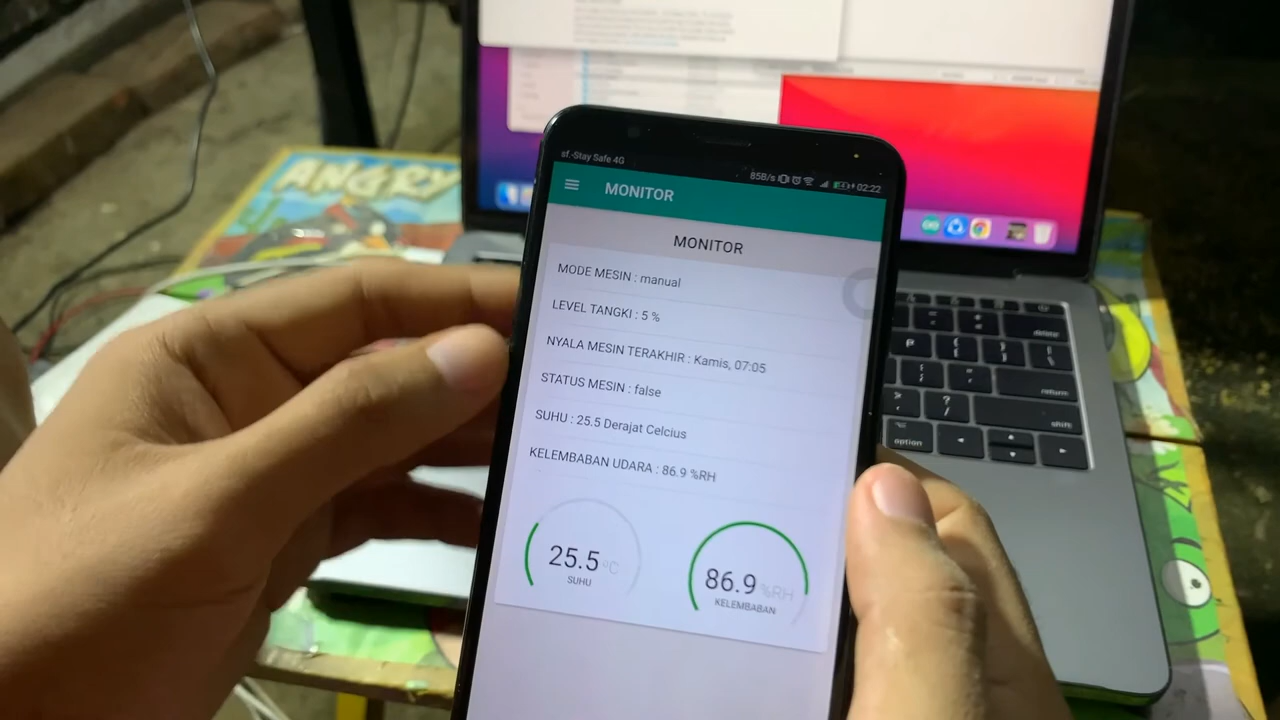 ANGRY
sf.-Stay Safe 4G
85B/s 02:22
MONITOR
MONITOR
MODE MESIN : manual
LEVEL TANGKI : 5 %
NYALA MESIN TERAKHIR : Kamis, 07:05
STATUS MESIN : false
SUHU : 25.5 Derajat Celcius
KELEMBABAN UDARA : 86.9 %RH
25.5 °C
SUHU
86.9 %RH
KELEMBABAN
delete
return
shift
option